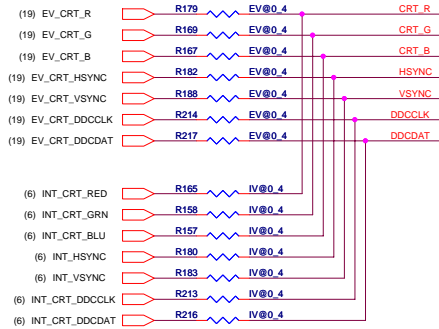 (19) EV_CRT_R R179 EV@0_4 CRT_R
(19) EV_CRT_G R169 EV@0_4 CRT_G
(19) EV_CRT_B R167 EV@0_4 CRT_B
(19) EV_CRT_HSYNC R182 EV@0_4 HSYNC
(19) EV_CRT_VSYNC R188 EV@0_4 VSYNC
(19) EV_CRT_DDCCLK R214 EV@0_4 DDCCLK
(19) EV_CRT_DDCDAT R217 EV@0_4 DDCDAT
(6) INT_CRT_RED R165 IV@0_4
(6) INT_CRT_GRN R158 IV@0_4
(6) INT_CRT_BLU R157 IV@0_4
(6) INT_HSYNC R180 IV@0_4
(6) INT_VSYNC R183 IV@0_4
(6) INT_CRT_DDCCLK R213 IV@0_4
(6) INT_CRT_DDCDAT R216 IV@0_4